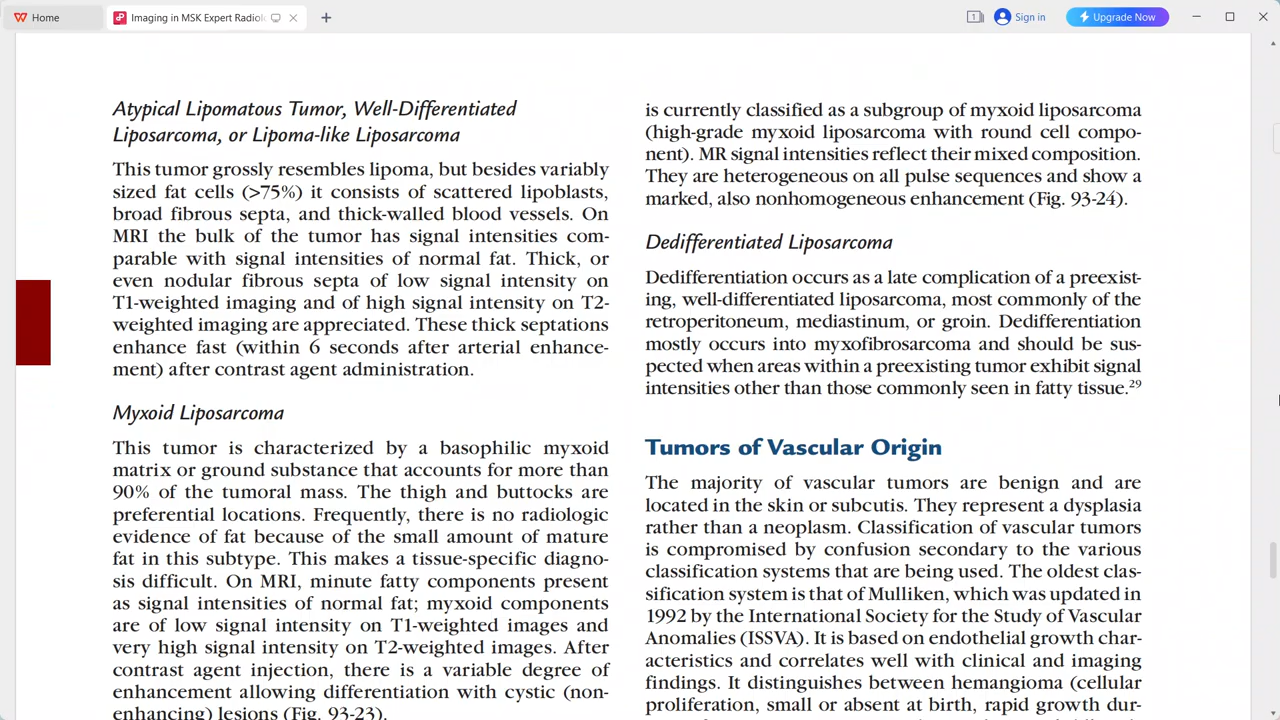 Home
Imaging in MSK Expert Radiol
1
Sign in
Upgrade Now
Atypical Lipomatous Tumor, Well-Differentiated
Liposarcoma, or Lipoma-like Liposarcoma
This tumor grossly resembles lipoma, but besides variably
sized fat cells (>75%) it consists of scattered lipoblasts,
broad fibrous septa, and thick-walled blood vessels. On
MRI the bulk of the tumor has signal intensities com-
parable with signal intensities of normal fat. Thick, or
even nodular fibrous septa of low signal intensity on
T1-weighted imaging and of high signal intensity on T2-
weighted imaging are appreciated. These thick septations
enhance fast (within 6 seconds after arterial enhance-
ment) after contrast agent administration.
Myxoid Liposarcoma
This tumor is characterized by a basophilic myxoid
matrix or ground substance that accounts for more than
90% of the tumoral mass. The thigh and buttocks are
preferential locations. Frequently, there is no radiologic
evidence of fat because of the small amount of mature
fat in this subtype. This makes a tissue-specific diagno-
sis difficult. On MRI, minute fatty components present
as signal intensities of normal fat; myxoid components
are of low signal intensity on T1-weighted images and
very high signal intensity on T2-weighted images. After
contrast agent injection, there is a variable degree of
enhancement allowing differentiation with cystic (non-
enhancing) lesions (Fig. 93-23).
is currently classified as a subgroup of myxoid liposarcoma
(high-grade myxoid liposarcoma with round cell compo-
nent). MR signal intensities reflect their mixed composition.
They are heterogeneous on all pulse sequences and show a
marked, also nonhomogeneous enhancement (Fig. 93-24).
Dedifferentiated Liposarcoma
Dedifferentiation occurs as a late complication of a preexist-
ing, well-differentiated liposarcoma, most commonly of the
retroperitoneum, mediastinum, or groin. Dedifferentiation
mostly occurs into myxofibrosarcoma and should be sus-
pected when areas within a preexisting tumor exhibit signal
intensities other than those commonly seen in fatty tissue.29
Tumors of Vascular Origin
The majority of vascular tumors are benign and are
located in the skin or subcutis. They represent a dysplasia
rather than a neoplasm. Classification of vascular tumors
is compromised by confusion secondary to the various
classification systems that are being used. The oldest clas-
sification system is that of Mulliken, which was updated in
1992 by the International Society for the Study of Vascular
Anomalies (ISSVA). It is based on endothelial growth char-
acteristics and correlates well with clinical and imaging
findings. It distinguishes between hemangioma (cellular
proliferation, small or absent at birth, rapid growth dur-